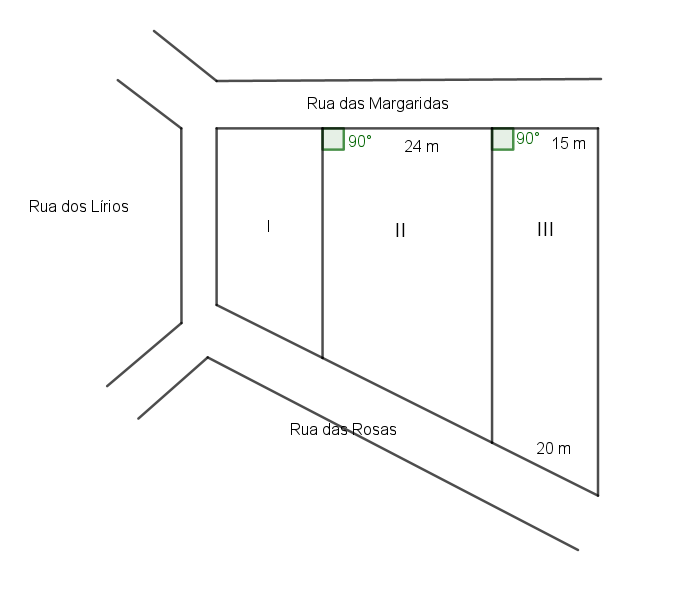 Rua das Margaridas
90°
24 m
90°
15 m
Rua dos Lírios
I
II
III
Rua das Rosas
20 m